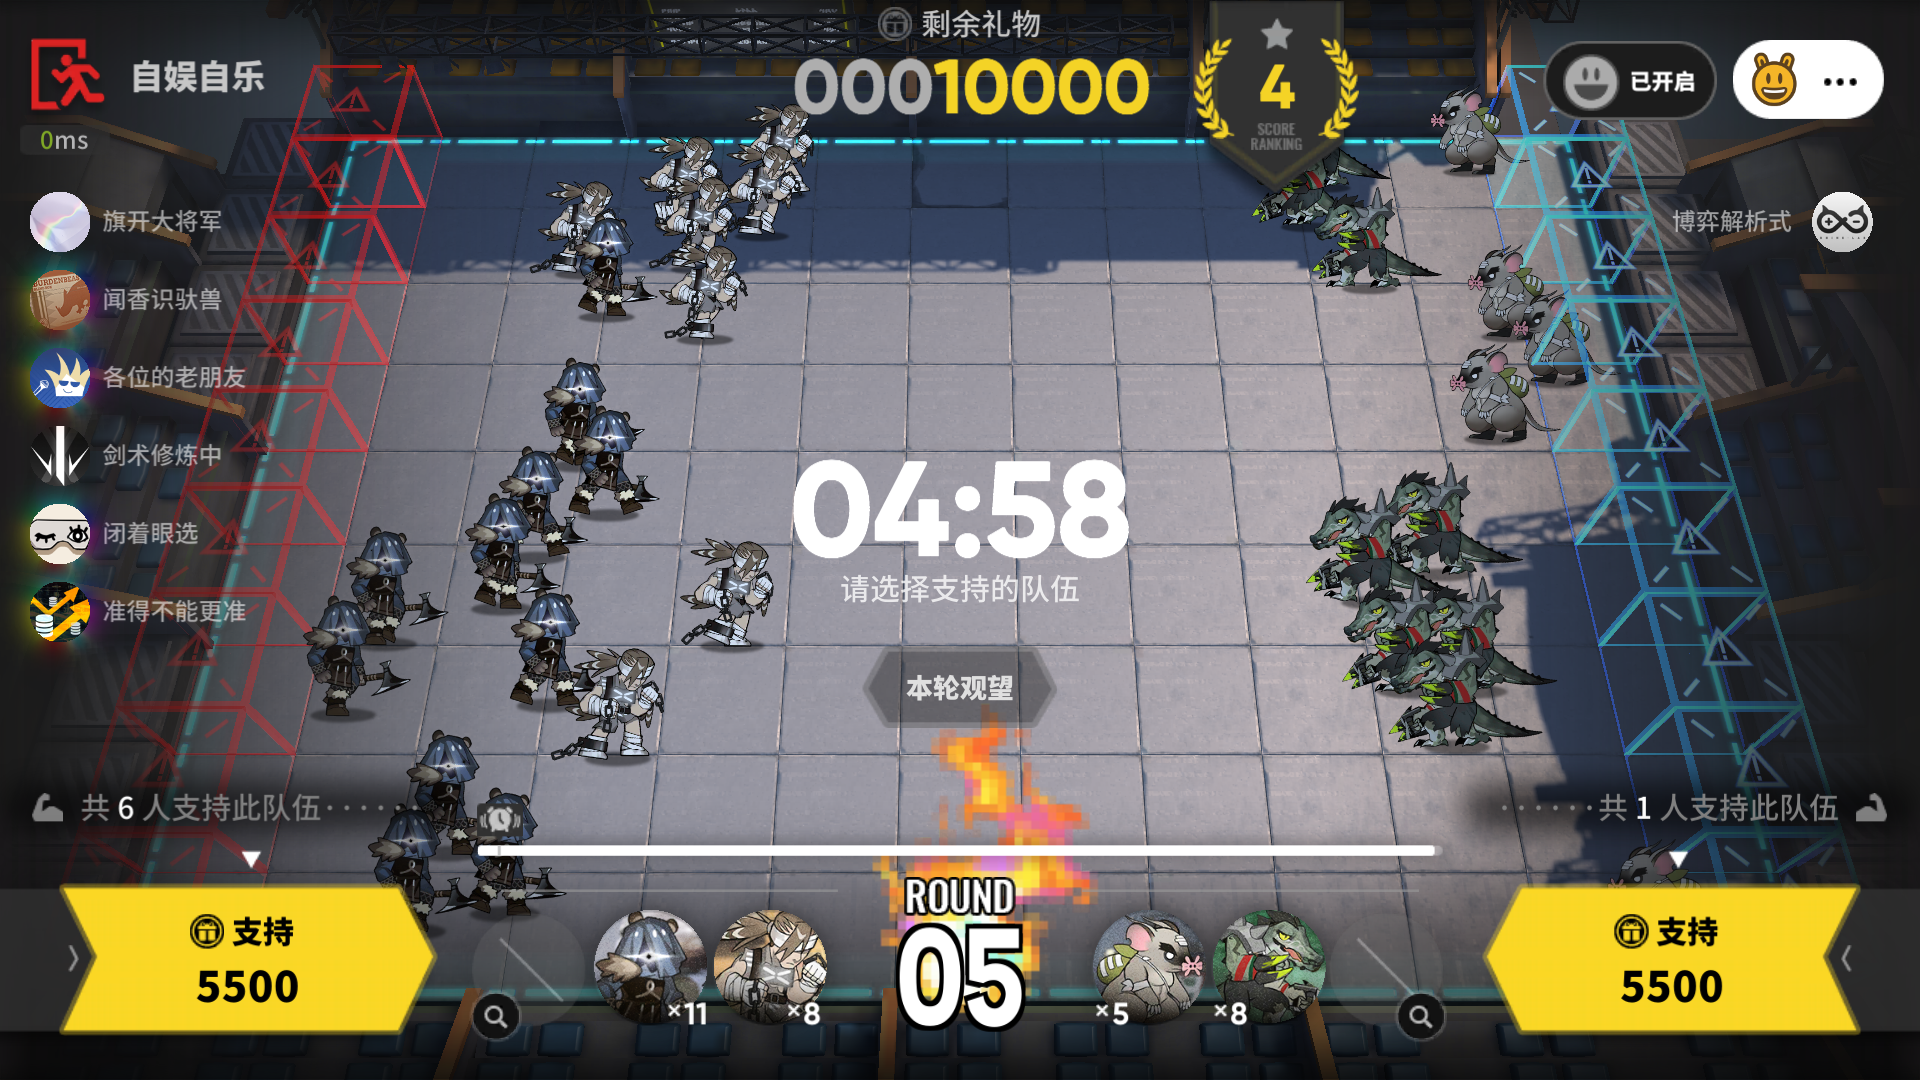 剩余礼物
00010000
自娱自乐
0ms
4
SCORE
RANKING
已开启
旗开大将军
闻香识驮兽
各位的老朋友
剑术修炼中
闭着眼选
准得不能更准
博弈解析式
04:58
请选择支持的队伍
本轮观望
共 6 人支持此队伍
共 1 人支持此队伍
支持
5500
×11
×8
ROUND
05
×5
×8
支持
5500